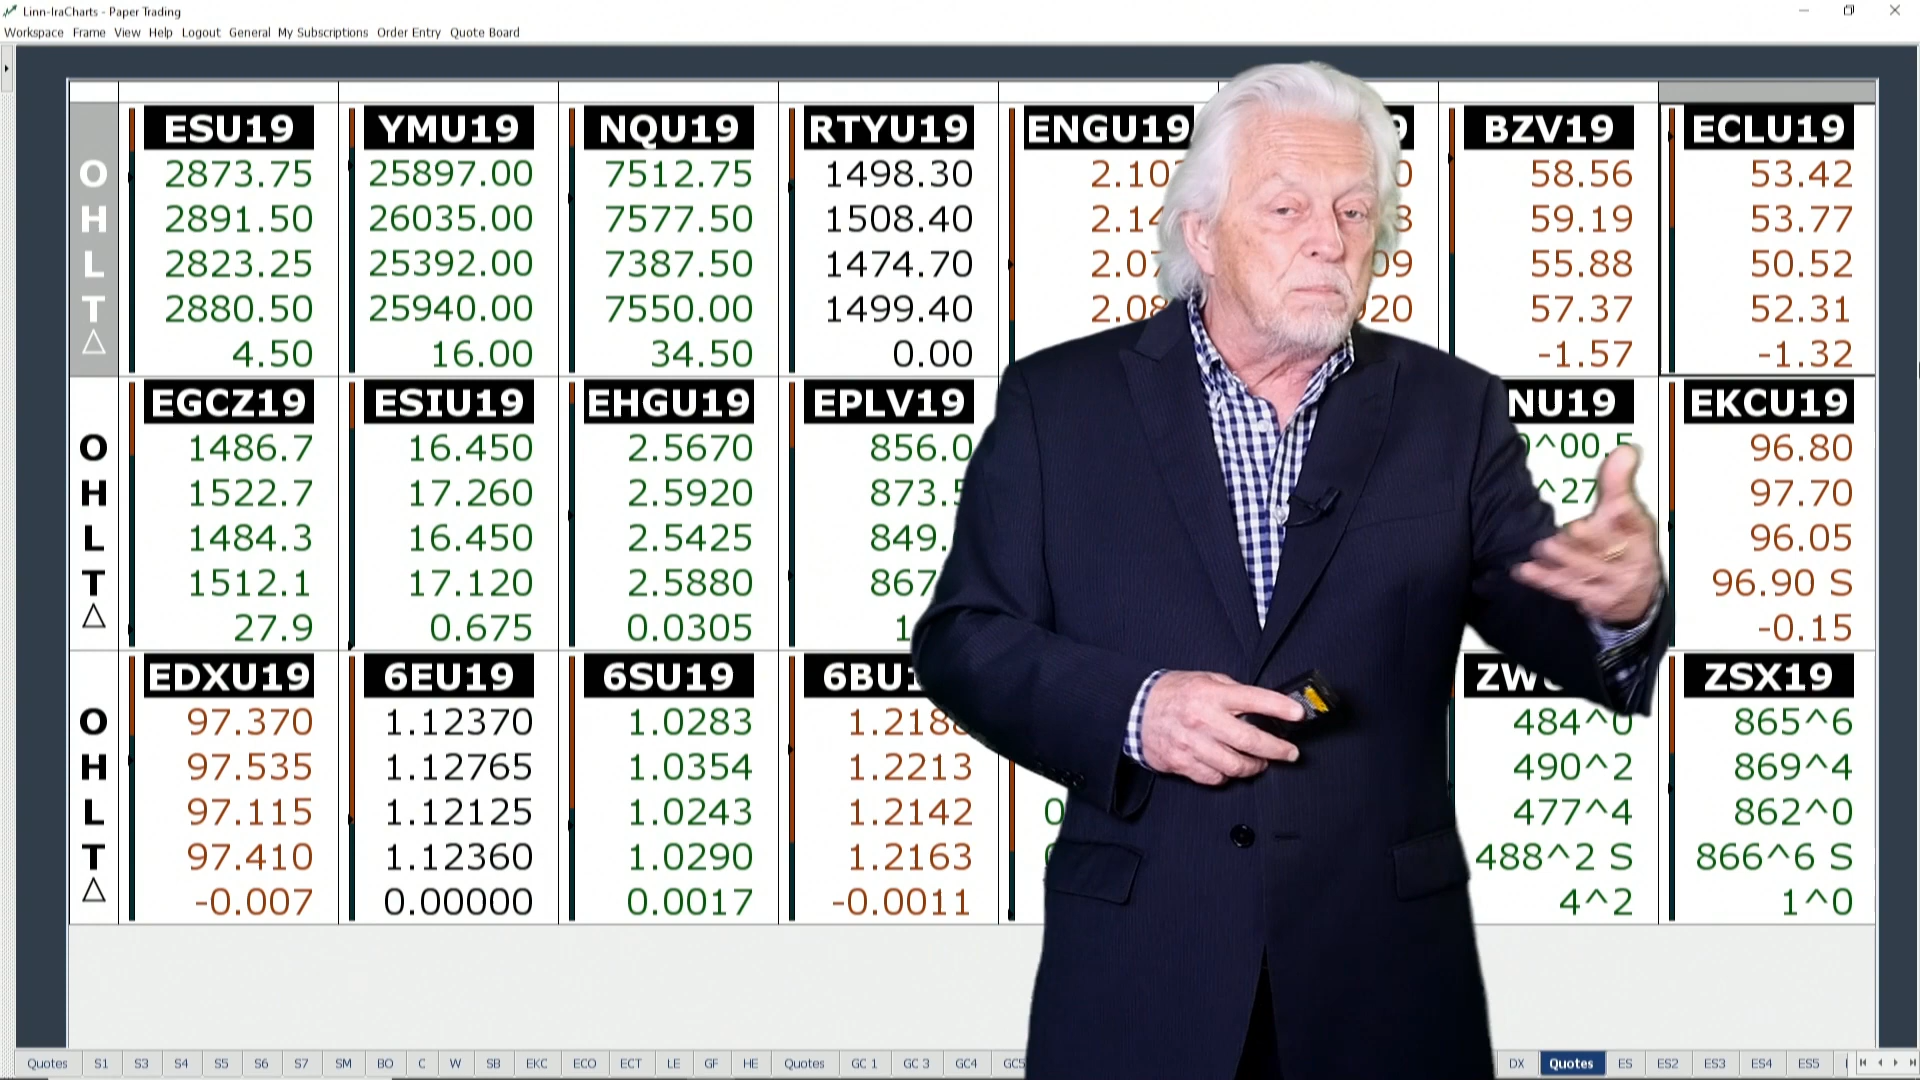 Linn-IraCharts - Paper Trading
Workspace Frame View Help Logout General My Subscriptions Order Entry Quote Board
ESU19 YMU19 NQU19 RTYU19 ENGU19 BZV19 ECLU19
O 2873.75 25897.00 7512.75 1498.30 58.56 53.42
H 2891.50 26035.00 7577.50 1508.40 59.19 53.77
L 2823.25 25392.00 7387.50 1474.70 55.88 50.52
T 2880.50 25940.00 7550.00 1499.40 57.37 52.31
△ 4.50 16.00 34.50 0.00 -1.57 -1.32
EGCZ19 ESIU19 EHGU19 EPLV19 NU19 EKCU19
O 1486.7 16.450 2.5670 856.0 96.80
H 1522.7 17.260 2.5920 97.70
L 1484.3 16.450 2.5425 96.05
T 1512.1 17.120 2.5880 96.90 S
△ 27.9 0.675 0.0305 -0.15
EDXU19 6EU19 6SU19 ZSX19
O 97.370 1.12370 1.0283 484^0 865^6
H 97.535 1.12765 1.0354 1.2213 490^2 869^4
L 97.115 1.12125 1.0243 1.2142 477^4 862^0
T 97.410 1.12360 1.0290 1.2163 488^2 S 866^6 S
△ -0.007 0.00000 0.0017 -0.0011 4^2 1^0
Quotes S1 S3 S4 S5 S6 S7 SM BO C W SB EKC ECO ECT LE GF HE Quotes GC 1 GC 3 GC4 GC5 DX Quotes ES ES2 ES3 ES4 ES5